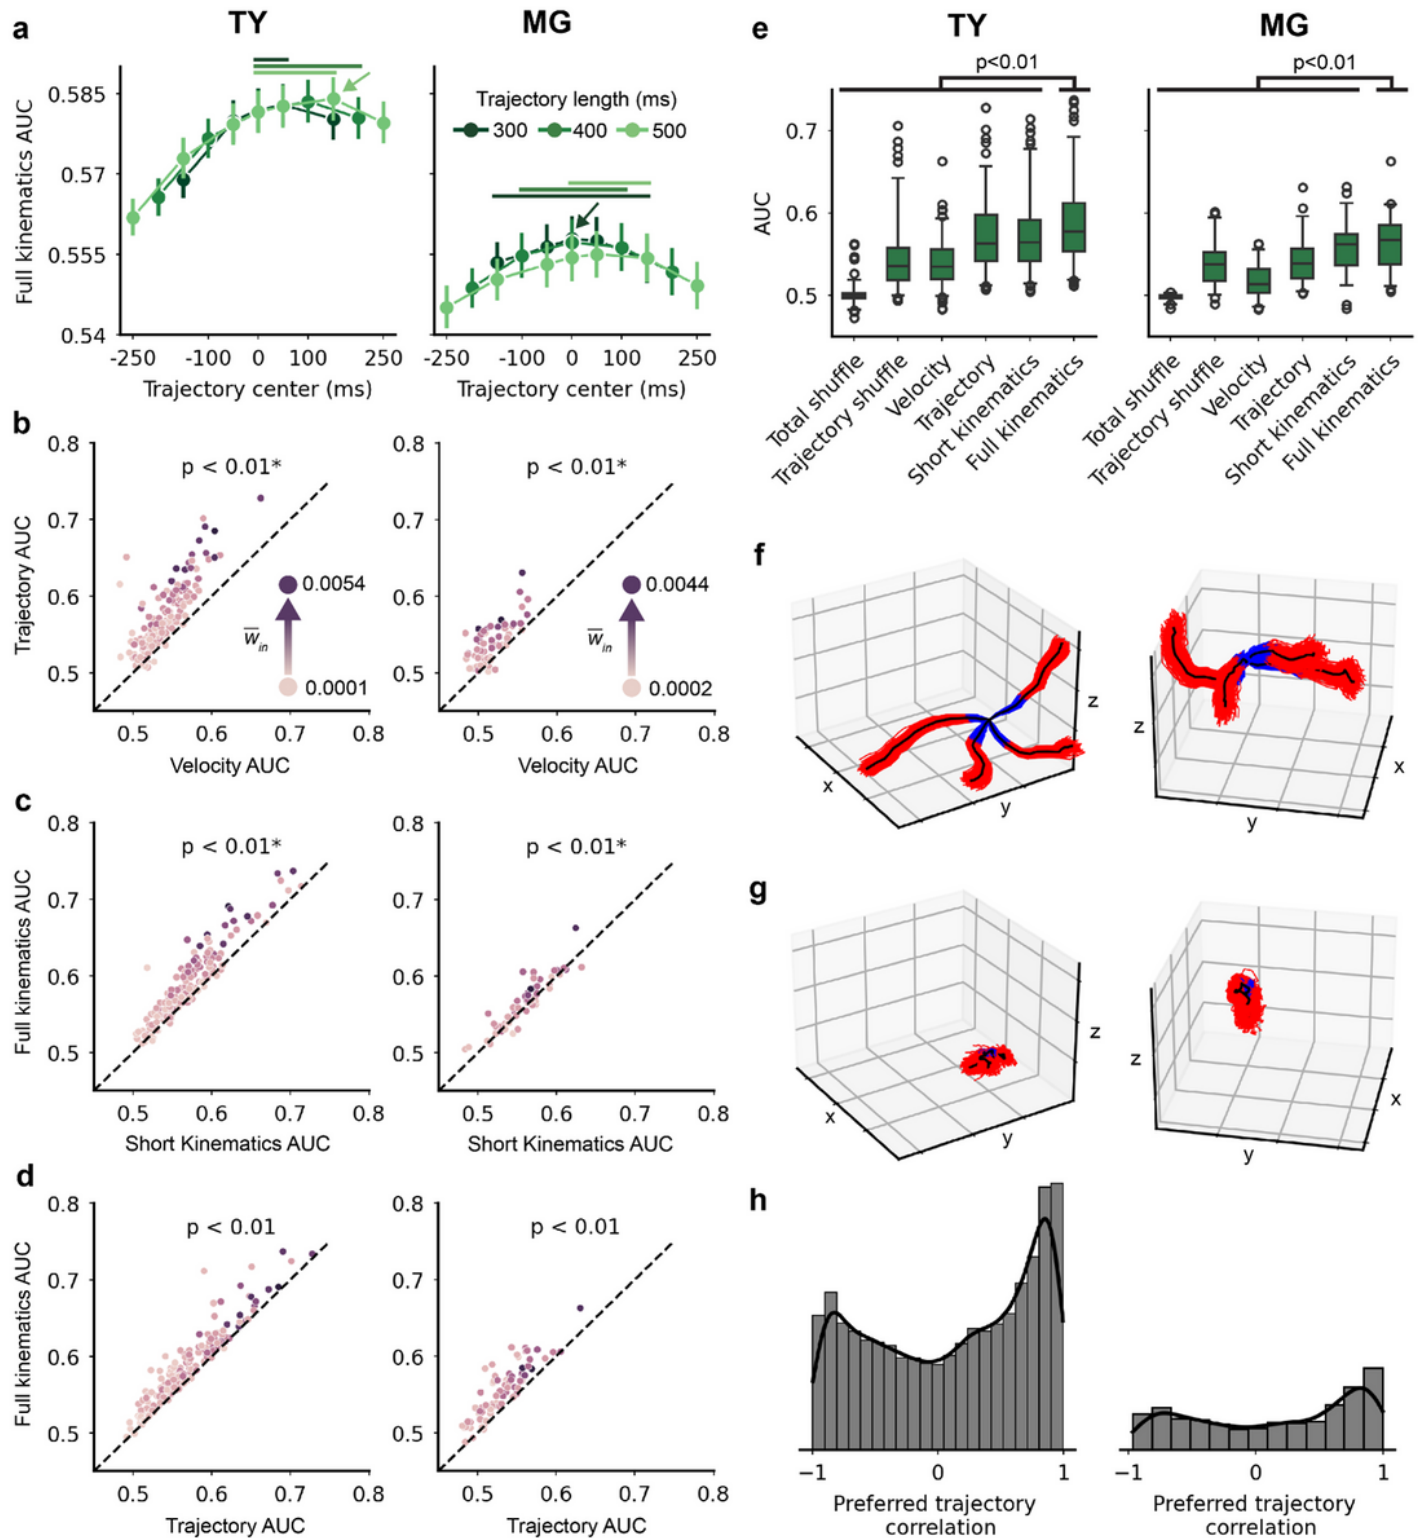 a
TY
MG
Full kinematics AUC
0.585
0.57
0.555
0.54
-250
-100
0
100
250
Trajectory center (ms)
Trajectory length (ms)
300
400
500
-250
-100
0
100
250
Trajectory center (ms)
b
Trajectory AUC
0.8
0.7
0.6
0.5
p < 0.01*
0.0054
w̅in
0.0001
0.5
0.6
0.7
0.8
Velocity AUC
0.8
0.7
0.6
0.5
p < 0.01*
0.0044
w̅in
0.0002
0.5
0.6
0.7
0.8
Velocity AUC
c
Full kinematics AUC
0.8
0.7
0.6
0.5
p < 0.01*
0.5
0.6
0.7
0.8
Short Kinematics AUC
0.8
0.7
0.6
0.5
p < 0.01*
0.5
0.6
0.7
0.8
Short Kinematics AUC
d
Full kinematics AUC
0.8
0.7
0.6
0.5
p < 0.01
0.5
0.6
0.7
0.8
Trajectory AUC
0.8
0.7
0.6
0.5
p < 0.01
0.5
0.6
0.7
0.8
Trajectory AUC
e
TY
MG
AUC
0.7
0.6
0.5
p<0.01
Total shuffle
Trajectory shuffle
Velocity
Trajectory
Short kinematics
Full kinematics
p<0.01
Total shuffle
Trajectory shuffle
Velocity
Trajectory
Short kinematics
Full kinematics
f
x
y
z
z
y
x
g
x
y
z
z
y
x
h
−1
0
1
Preferred trajectory
correlation
−1
0
1
Preferred trajectory
correlation